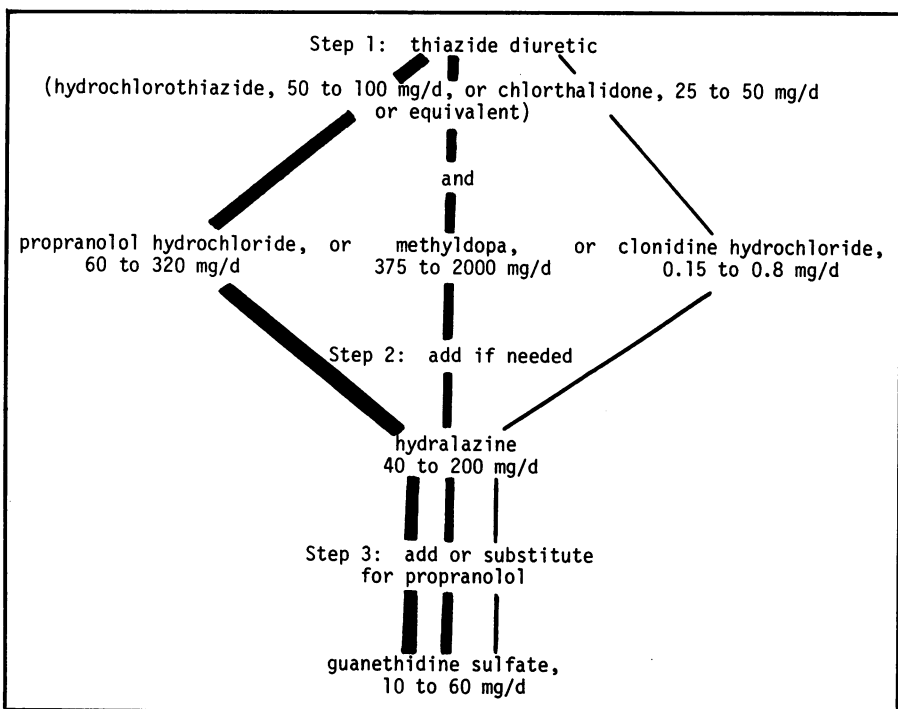 Step 1: thiazide diuretic
(hydrochlorothiazide, 50 to 100 mg/d, or chlorthalidone, 25 to 50 mg/d
or equivalent)
and
propranolol hydrochloride, or methyldopa, or clonidine hydrochloride,
60 to 320 mg/d 375 to 2000 mg/d 0.15 to 0.8 mg/d
Step 2: add if needed
hydralazine
40 to 200 mg/d
Step 3: add or substitute
for propranolol
guanethidine sulfate,
10 to 60 mg/d